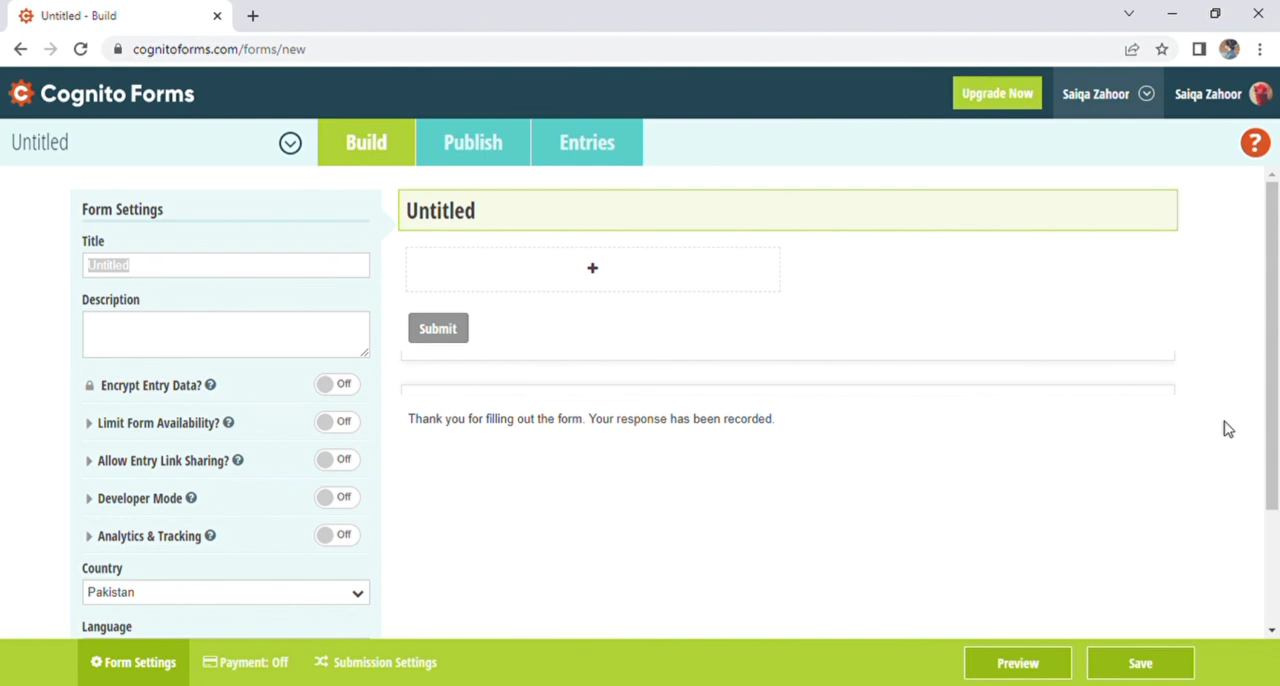 Untitled - Build
cognitoforms.com/forms/new
Cognito Forms
Upgrade Now
Saiqa Zahoor
Saiqa Zahoor
Untitled
Build
Publish
Entries
?
Form Settings
Title
Untitled
Description
Encrypt Entry Data? ?
Off
Limit Form Availability? ?
Off
Allow Entry Link Sharing? ?
Off
Developer Mode ?
Off
Analytics & Tracking ?
Off
Country
Pakistan
Language
Untitled
+
Submit
Thank you for filling out the form. Your response has been recorded.
Form Settings
Payment: Off
Submission Settings
Preview
Save